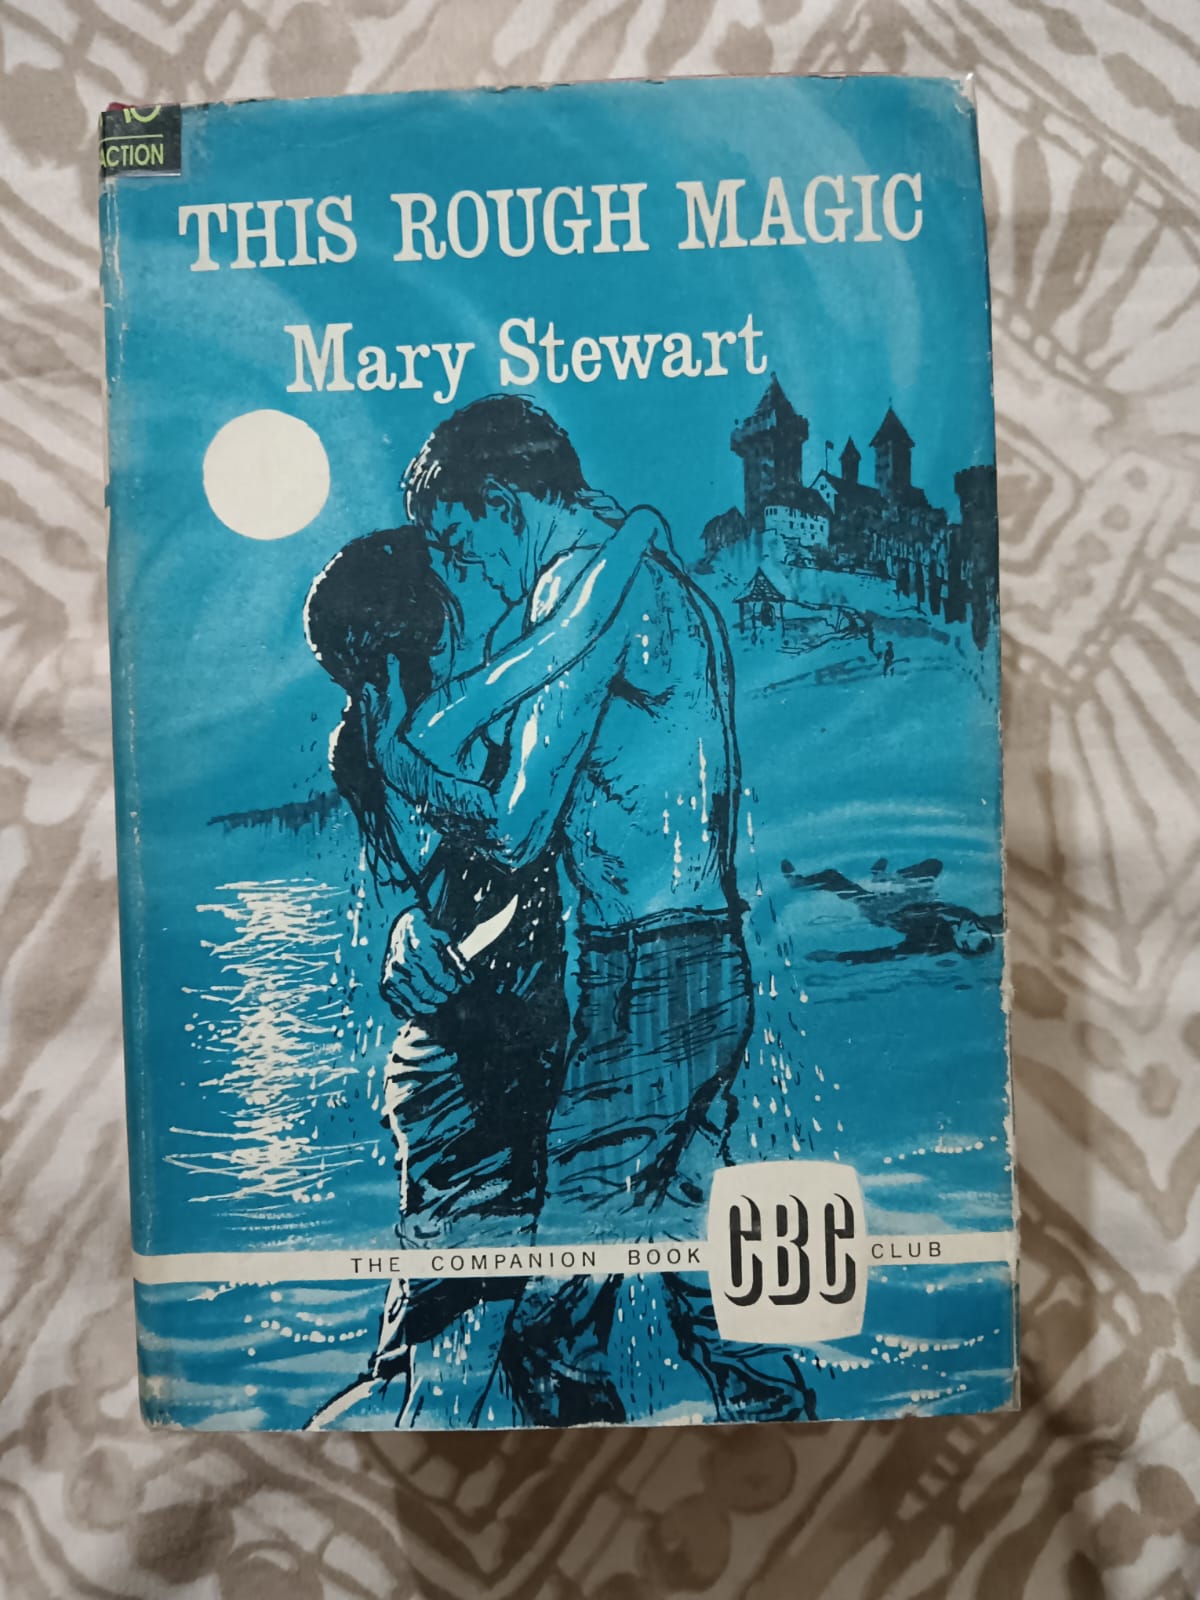 ACTION
THIS ROUGH MAGIC
Mary Stewart
THE COMPANION BOOK CBC CLUB